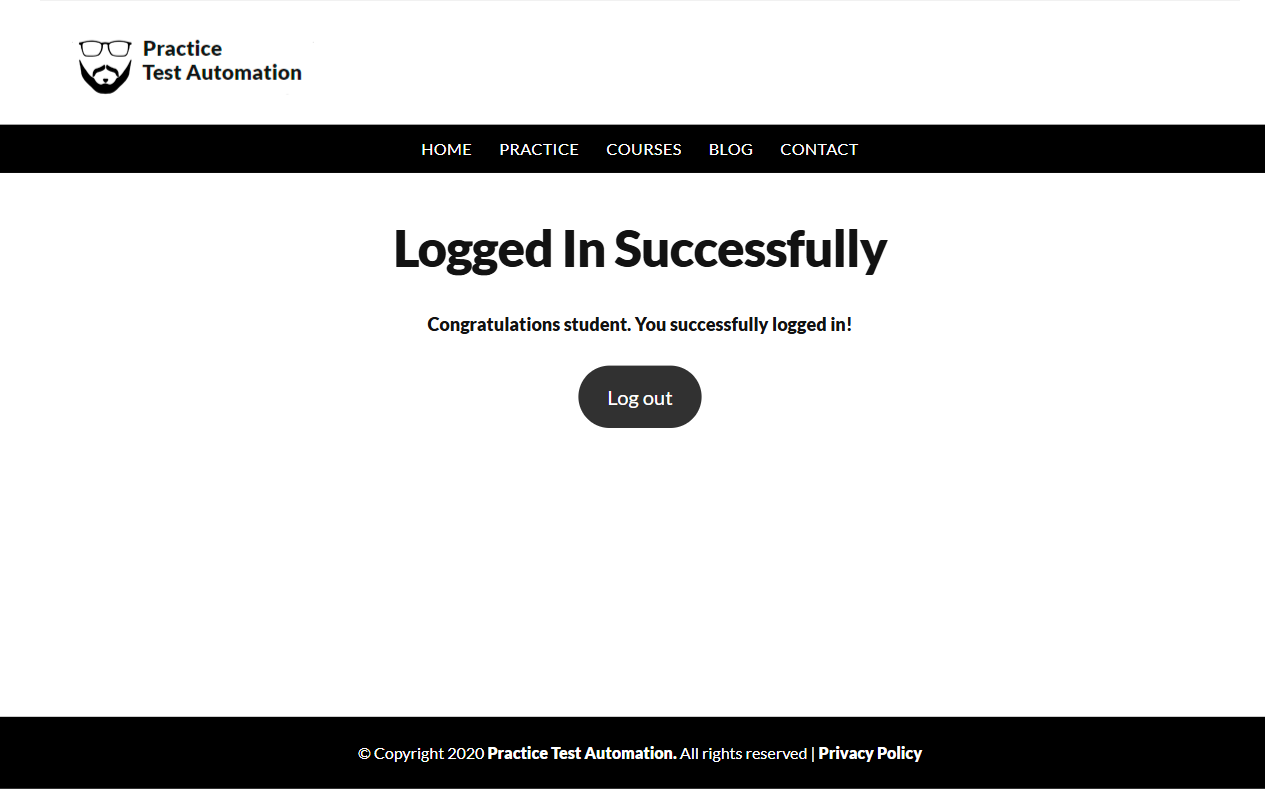 Practice
Test Automation
HOME PRACTICE COURSES BLOG CONTACT
Logged In Successfully
Congratulations student. You successfully logged in!
Log out
© Copyright 2020 Practice Test Automation. All rights reserved | Privacy Policy